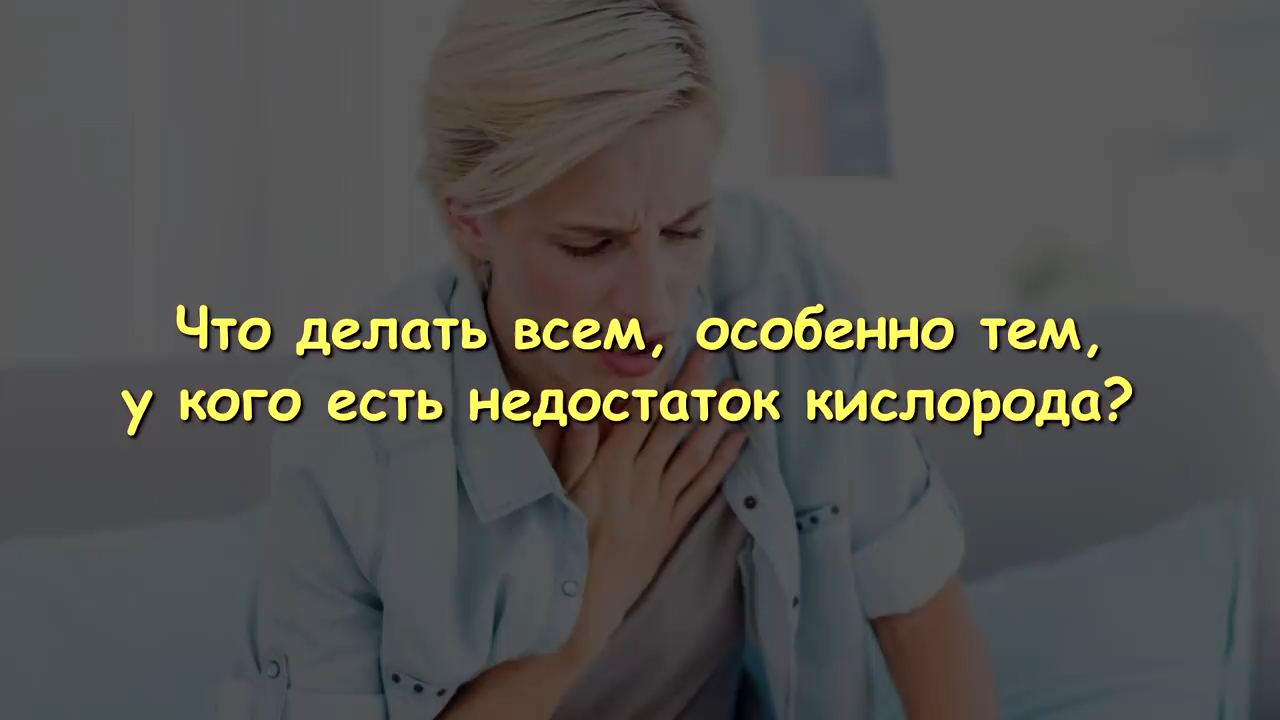 Что делать всем, особенно тем,
у кого есть недостаток кислорода?